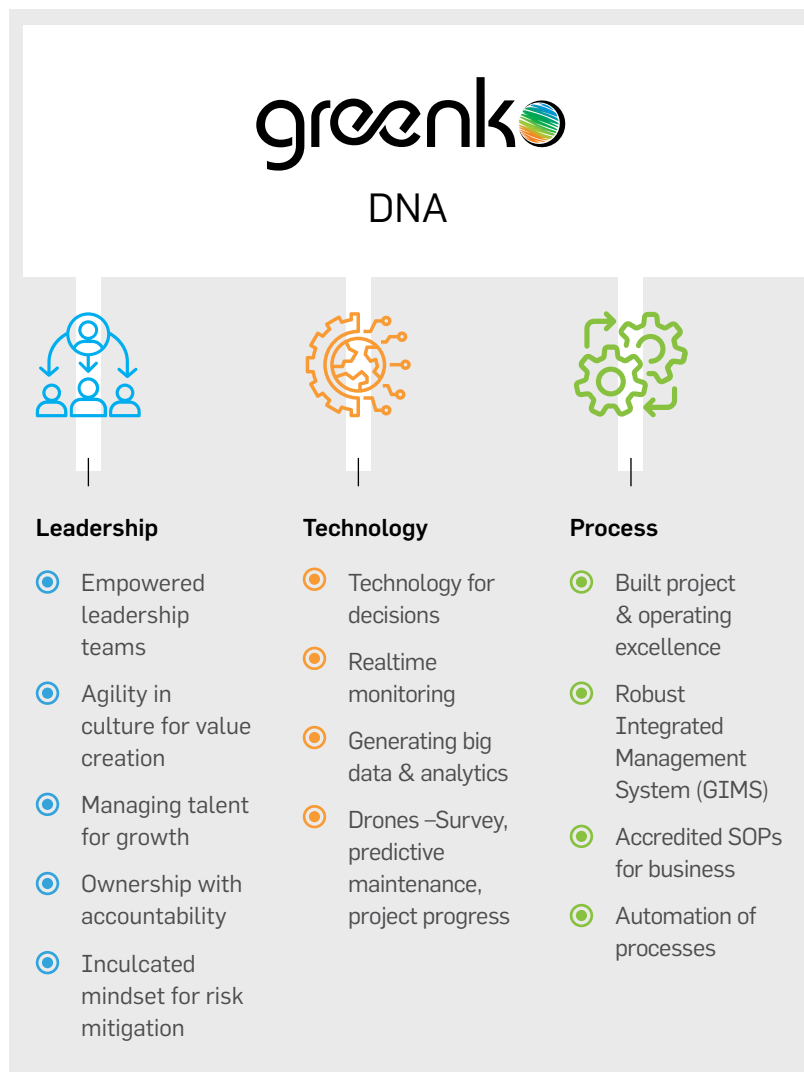 greenko
DNA
Leadership
Empowered
leadership
teams
Agility in
culture for value
creation
Managing talent
for growth
Ownership with
accountability
Inculcated
mindset for risk
mitigation
Technology
Technology for
decisions
Realtime
monitoring
Generating big
data & analytics
Drones –Survey,
predictive
maintenance,
project progress
Process
Built project
& operating
excellence
Robust
Integrated
Management
System (GIMS)
Accredited SOPs
for business
Automation of
processes